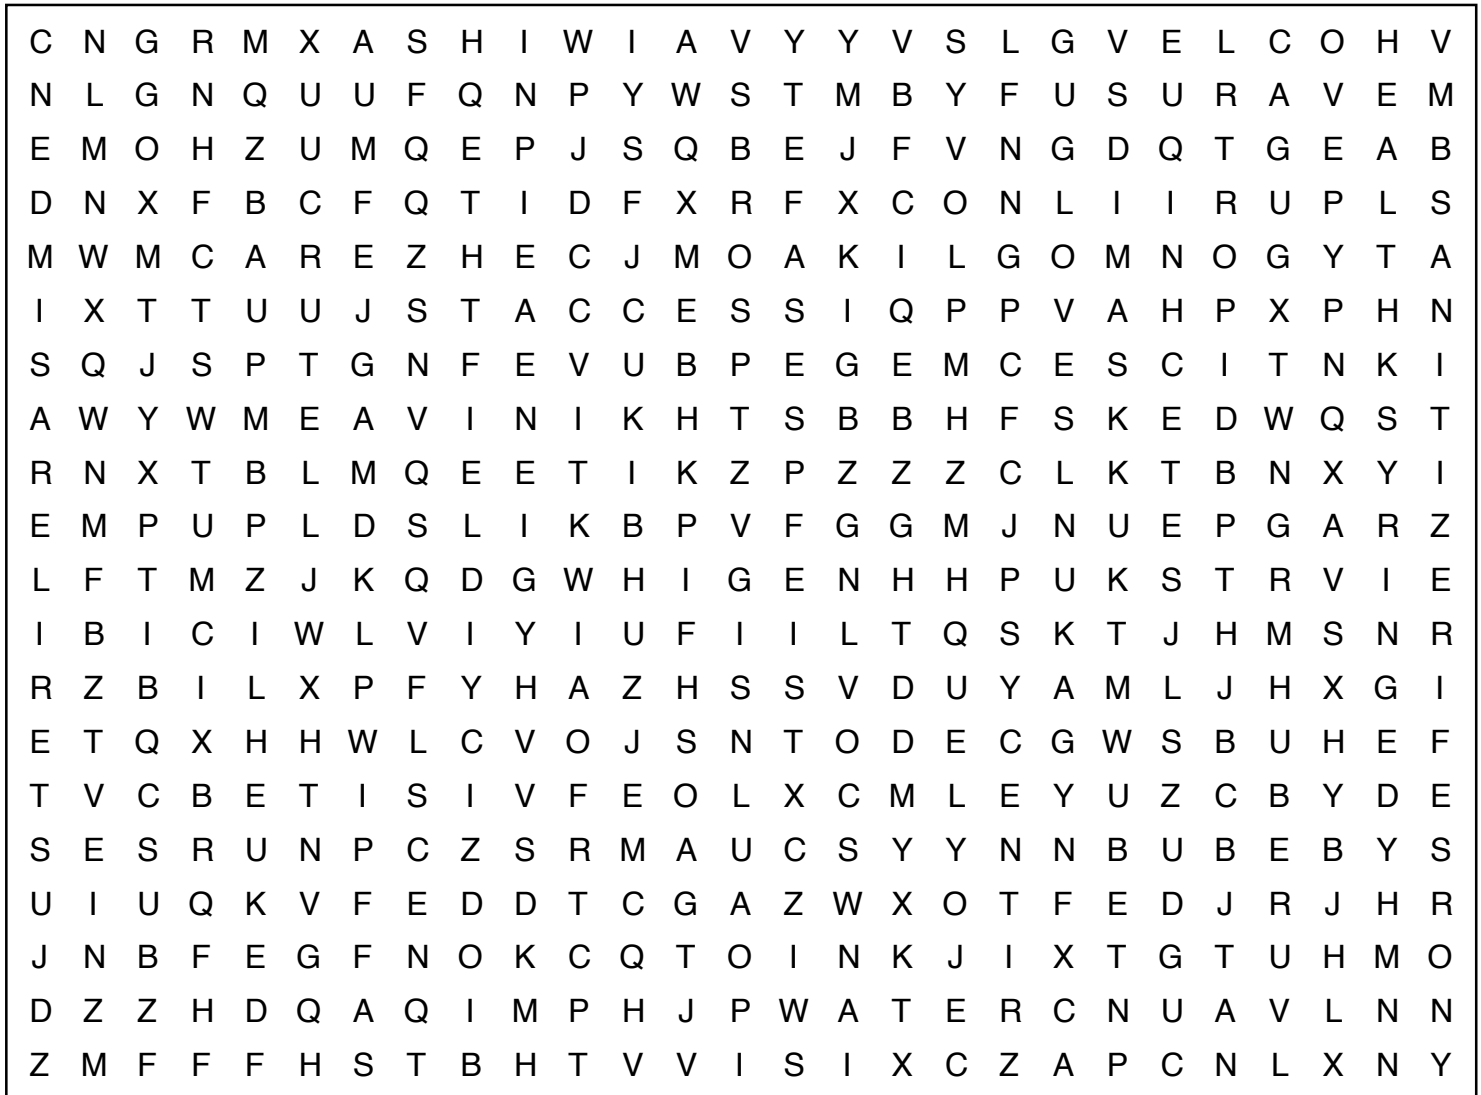 C N G R M X A S H I W I A V Y Y V S L G V E L C O H V
N L G N Q U U F Q N P Y W S T M B Y F U S U R A V E M
E M O H Z U M Q E P J S Q B E J F V N G D Q T G E A B
D N X F B C F Q T I D F X R F X C O N L I I R U P L S
M W M C A R E Z H E C J M O A K I L G O M N O G Y T A
I X T T U U J S T A C C E S S I Q P P V A H P X P H N
S Q J S P T G N F E V U B P E G E M C E S C I T N K I
A W Y W M E A V I N I K H T S B B H F S K E D W Q S T
R N X T B L M Q E E T I K Z P Z Z Z C L K T B N X Y I
E M P U P L D S L I K B P V F G G M J N U E P G A R Z
L F T M Z J K Q D G W H I G E N H H P U K S T R V I E
I B I C I W L V I Y I U F I I L T Q S K T J H M S N R
R Z B I L X P F Y H A Z H S S V D U Y A M L J H X G I
E T Q X H H W L C V O J S N T O D E C G W S B U H E F
T V C B E T I S I V F E O L X C M L E Y U Z C B Y D E
S E S R U N P C Z S R M A U C S Y Y N N B U B E B Y S
U I U Q K V F E D D T C G A Z W X O T F E D J R J H R
J N B F E G F N O K C Q T O I N K J I X T G T U H M O
D Z Z H D Q A Q I M P H J P W A T E R C N U A V L N N
Z M F F F H S T B H T V V I S I X C Z A P C N L X N Y